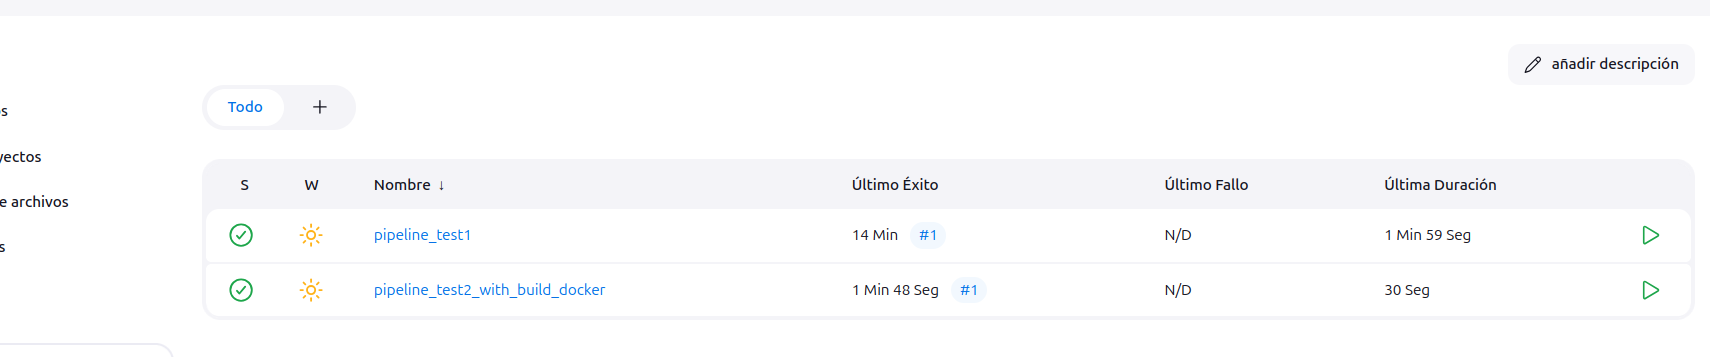 añadir descripción
Todo +
yectos
e archivos
S W Nombre ↓ Último Éxito Último Fallo Última Duración
pipeline_test1 14 Min #1 N/D 1 Min 59 Seg
pipeline_test2_with_build_docker 1 Min 48 Seg #1 N/D 30 Seg